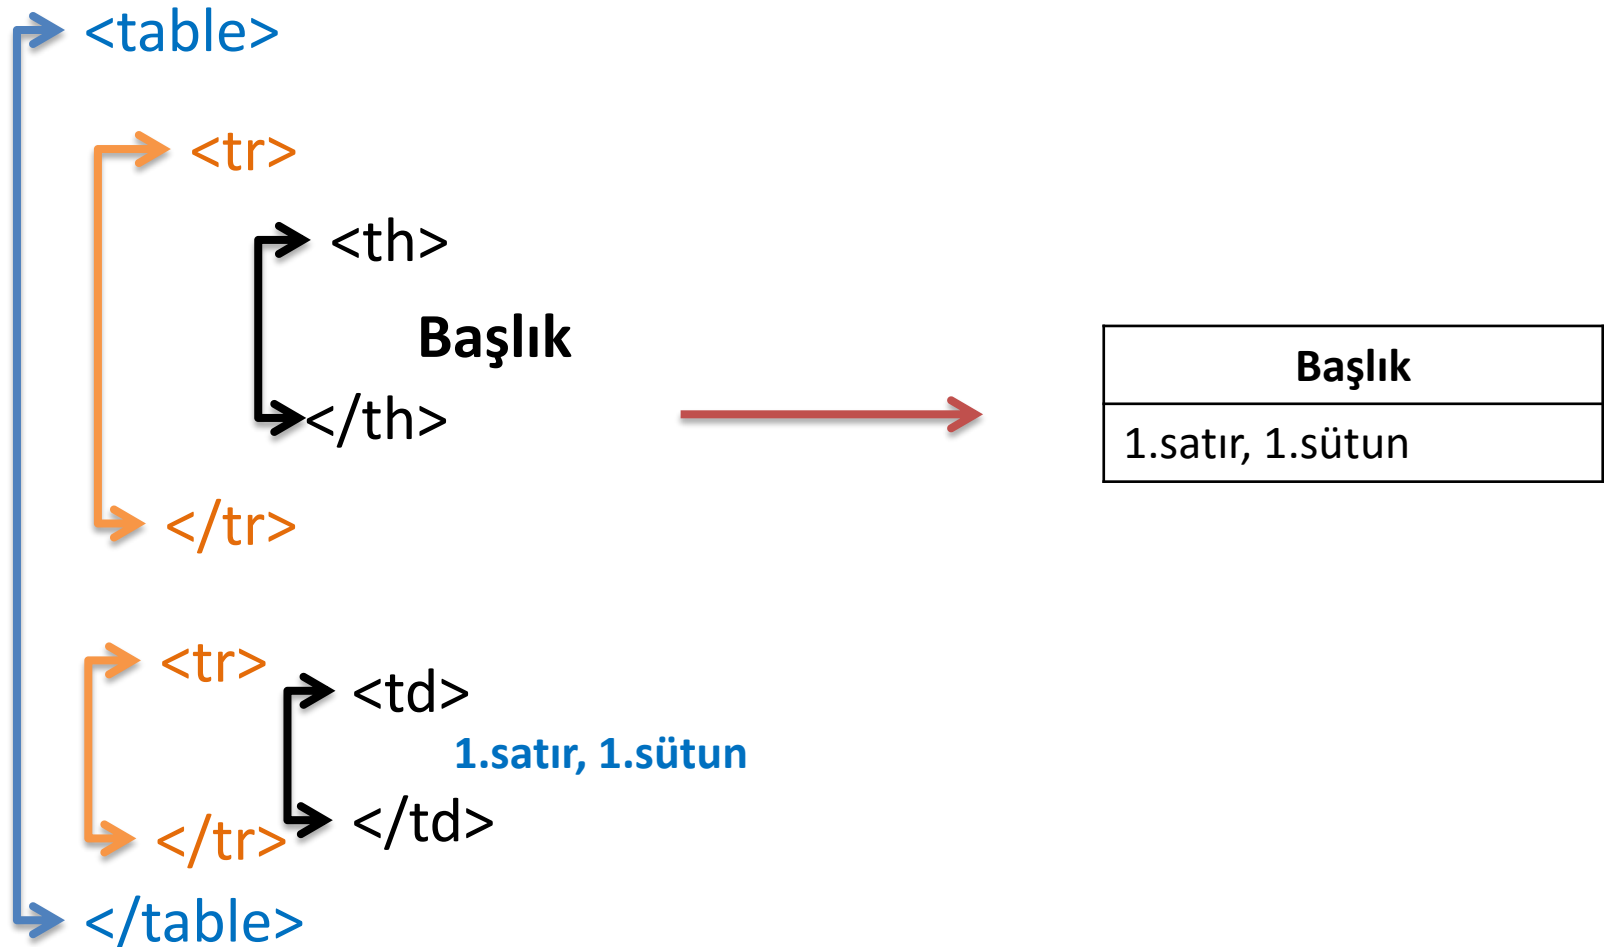 <table>
<tr>
<th>
Başlık
</th>
</tr>
<tr>
<td>
1.satır, 1.sütun
</td>
</tr>
</table>
Başlık
1.satır, 1.sütun